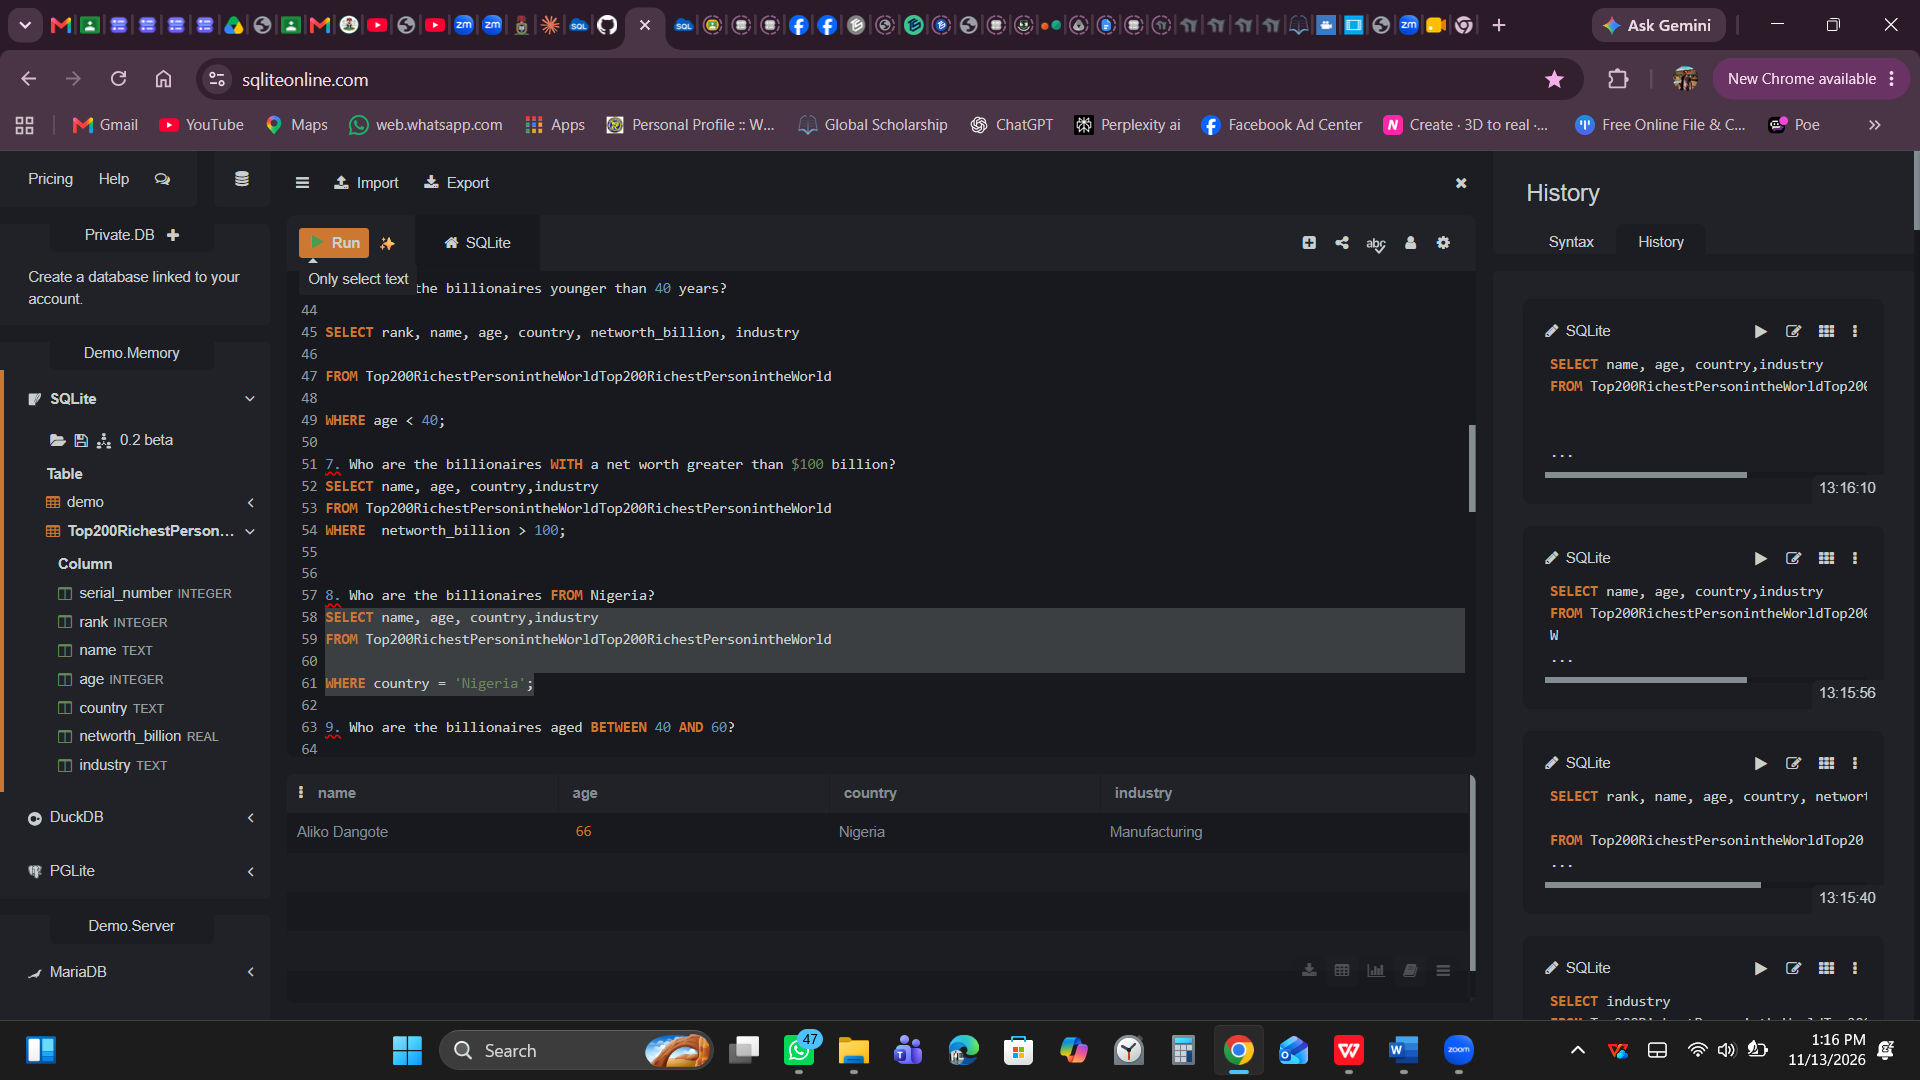 Ask Gemini
sqliteonline.com
New Chrome available
Gmail
YouTube
Maps
web.whatsapp.com
Apps
Personal Profile :: W...
Global Scholarship
ChatGPT
Perplexity ai
Facebook Ad Center
Create · 3D to real ·...
Free Online File & C...
Poe
Pricing
Help
Import
Export
Private.DB
Create a database linked to your
account.
Demo.Memory
SQLite
0.2 beta
Table
demo
Top200RichestPerson...
Column
serial_number INTEGER
rank INTEGER
name TEXT
age INTEGER
country TEXT
networth_billion REAL
industry TEXT
DuckDB
PGLite
Demo.Server
MariaDB
Run
SQLite
abc
Only select text
the billionaires younger than 40 years?
44
45 SELECT rank, name, age, country, networth_billion, industry
46
47 FROM Top200RichestPersonintheWorldTop200RichestPersonintheWorld
48
49 WHERE age < 40;
50
51 7. Who are the billionaires WITH a net worth greater than $100 billion?
52 SELECT name, age, country,industry
53 FROM Top200RichestPersonintheWorldTop200RichestPersonintheWorld
54 WHERE  networth_billion > 100;
55
56
57 8. Who are the billionaires FROM Nigeria?
58 SELECT name, age, country,industry
59 FROM Top200RichestPersonintheWorldTop200RichestPersonintheWorld
60
61 WHERE country = 'Nigeria';
62
63 9. Who are the billionaires aged BETWEEN 40 AND 60?
64
name age country industry
Aliko Dangote 66 Nigeria Manufacturing
History
Syntax
History
SQLite
SELECT name, age, country,industry
FROM Top200RichestPersonintheWorldTop200
...
13:16:10
SQLite
SELECT name, age, country,industry
FROM Top200RichestPersonintheWorldTop200
W
...
13:15:56
SQLite
SELECT rank, name, age, country, networt
FROM Top200RichestPersonintheWorldTop20
...
13:15:40
SQLite
SELECT industry
Search
47
zoom
1:16 PM
11/13/2026